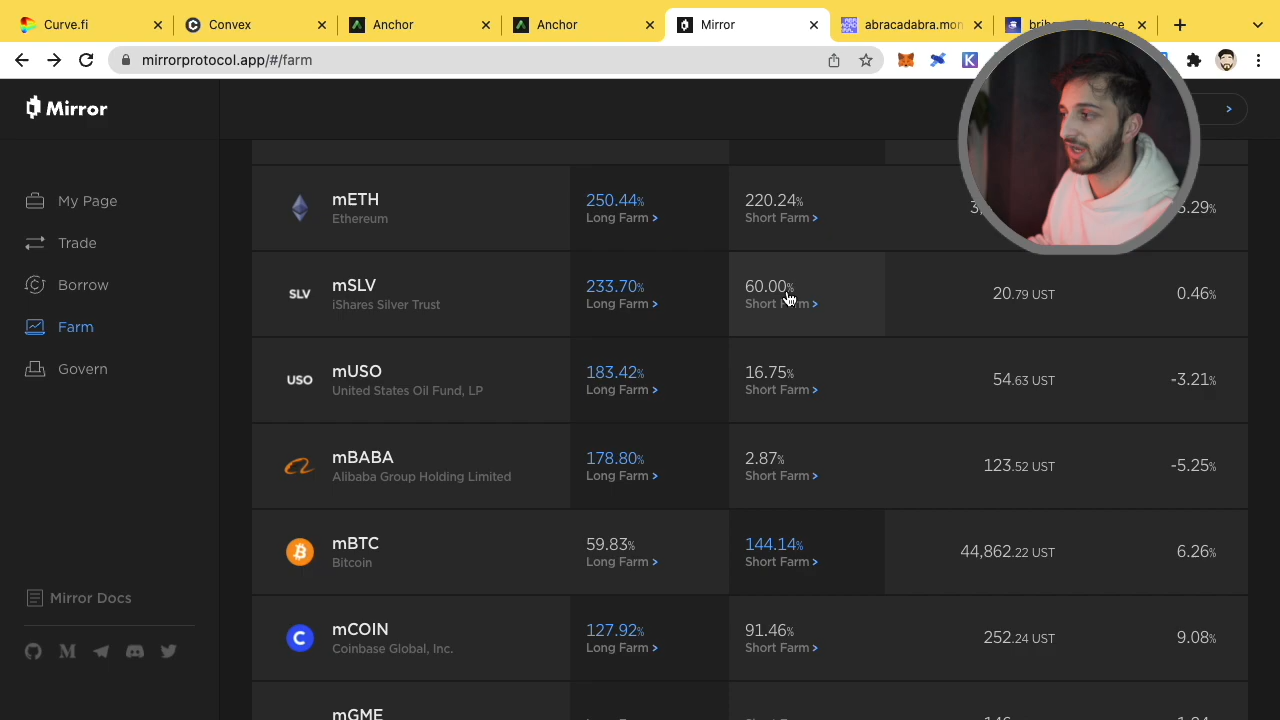 Curve.fi
Convex
Anchor
Anchor
Mirror
abracadabra.mon
mirrorprotocol.app/#/farm
Mirror
My Page
Trade
Borrow
Farm
Govern
Mirror Docs
mETH
Ethereum
250.44%
Long Farm >
220.24%
Short Farm >
mSLV
iShares Silver Trust
233.70%
Long Farm >
60.00%
Short Farm >
20.79 UST
0.46%
mUSO
United States Oil Fund, LP
183.42%
Long Farm >
16.75%
Short Farm >
54.63 UST
-3.21%
mBABA
Alibaba Group Holding Limited
178.80%
Long Farm >
2.87%
Short Farm >
123.52 UST
-5.25%
mBTC
Bitcoin
59.83%
Long Farm >
144.14%
Short Farm >
44,862.22 UST
6.26%
mCOIN
Coinbase Global, Inc.
127.92%
Long Farm >
91.46%
Short Farm >
252.24 UST
9.08%
mGME